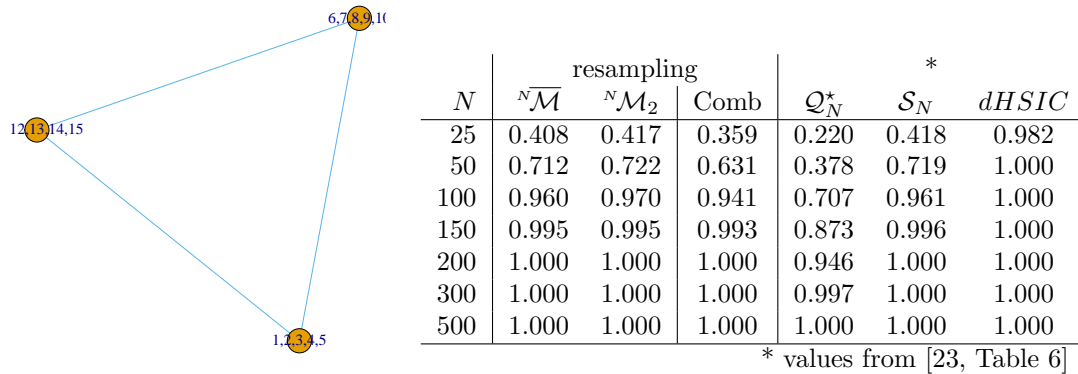 6,7,8,9,10
12,13,14,15
1,2,3,4,5
resampling *
N ᴺM̅ ᴺM₂ Comb Q⋆_N S_N dHSIC
25 0.408 0.417 0.359 0.220 0.418 0.982
50 0.712 0.722 0.631 0.378 0.719 1.000
100 0.960 0.970 0.941 0.707 0.961 1.000
150 0.995 0.995 0.993 0.873 0.996 1.000
200 1.000 1.000 1.000 0.946 1.000 1.000
300 1.000 1.000 1.000 0.997 1.000 1.000
500 1.000 1.000 1.000 1.000 1.000 1.000
* values from [23, Table 6]